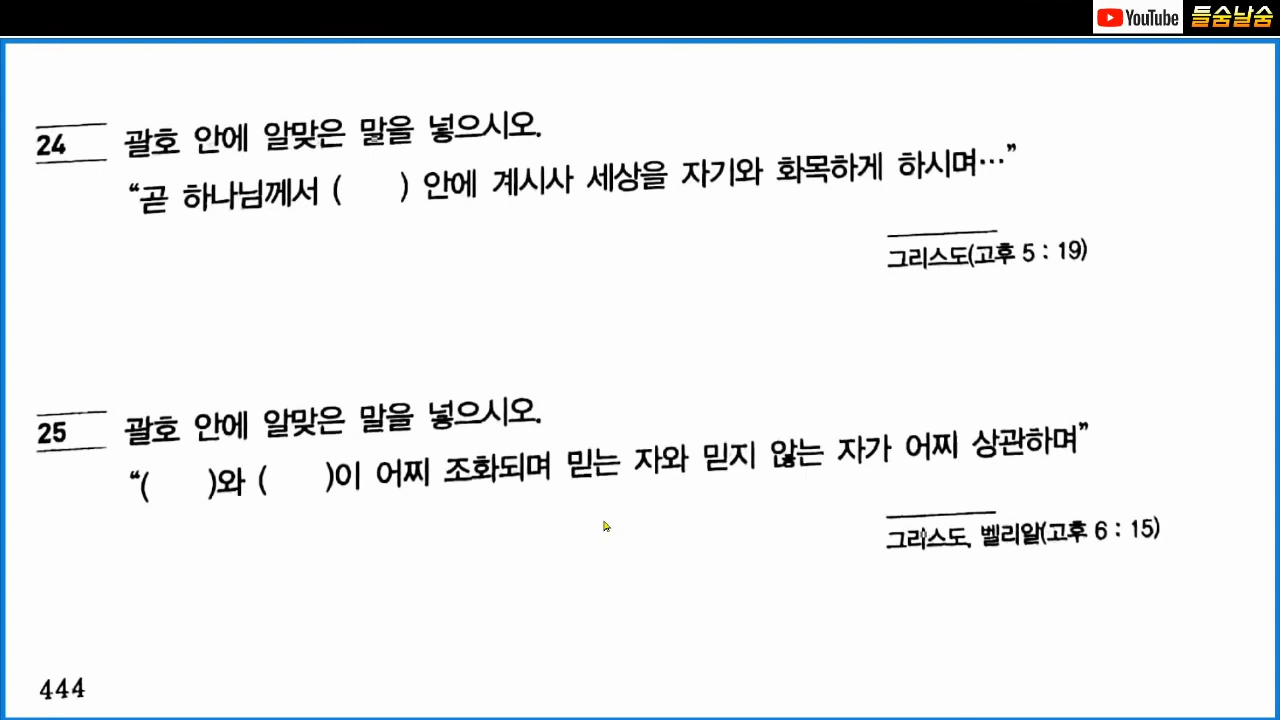 YouTube 들숨날숨
24 괄호 안에 알맞은 말을 넣으시오.
“곧 하나님께서 ( ) 안에 계시사 세상을 자기와 화목하게 하시며…”
그리스도(고후 5 : 19)
25 괄호 안에 알맞은 말을 넣으시오.
“( )와 ( )이 어찌 조화되며 믿는 자와 믿지 않는 자가 어찌 상관하며”
그리스도, 벨리알(고후 6 : 15)
444